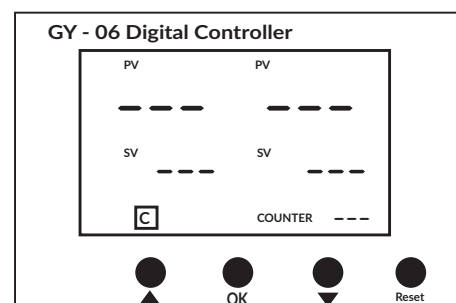 GY - 06 Digital Controller
PV PV
--- ---
SV SV
--- ---
C COUNTER ---
OK Reset